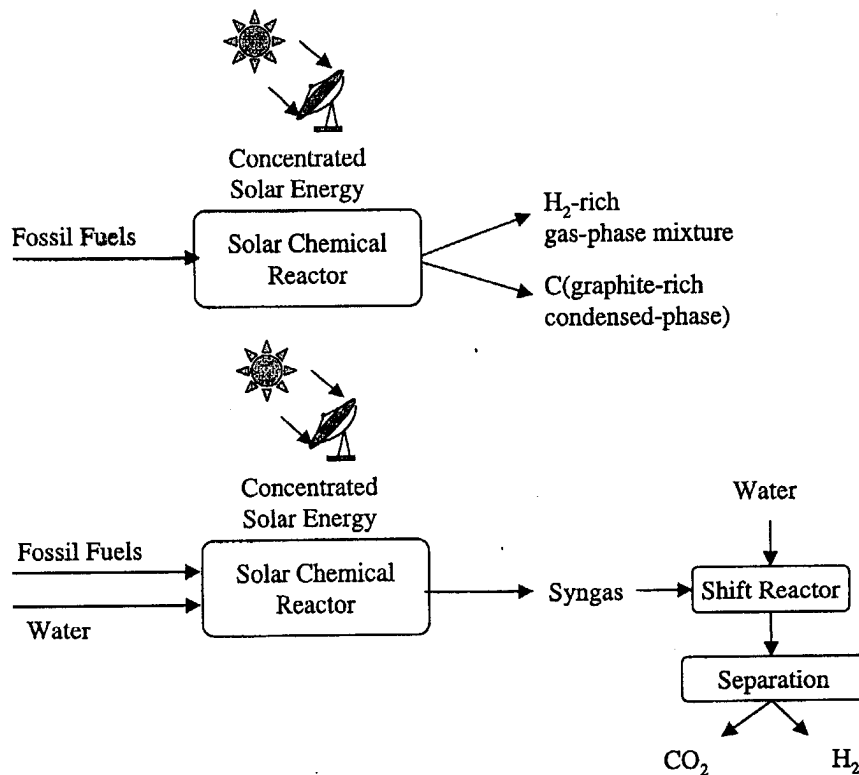 Concentrated
Solar Energy
Fossil Fuels
Solar Chemical
Reactor
H₂-rich
gas-phase mixture
C(graphite-rich
condensed-phase)
Concentrated
Solar Energy
Fossil Fuels
Water
Solar Chemical
Reactor
Syngas
Water
Shift Reactor
Separation
CO₂
H₂